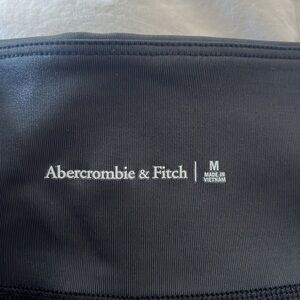 Abercrombie & Fitch | M
MADE IN
VIETNAM